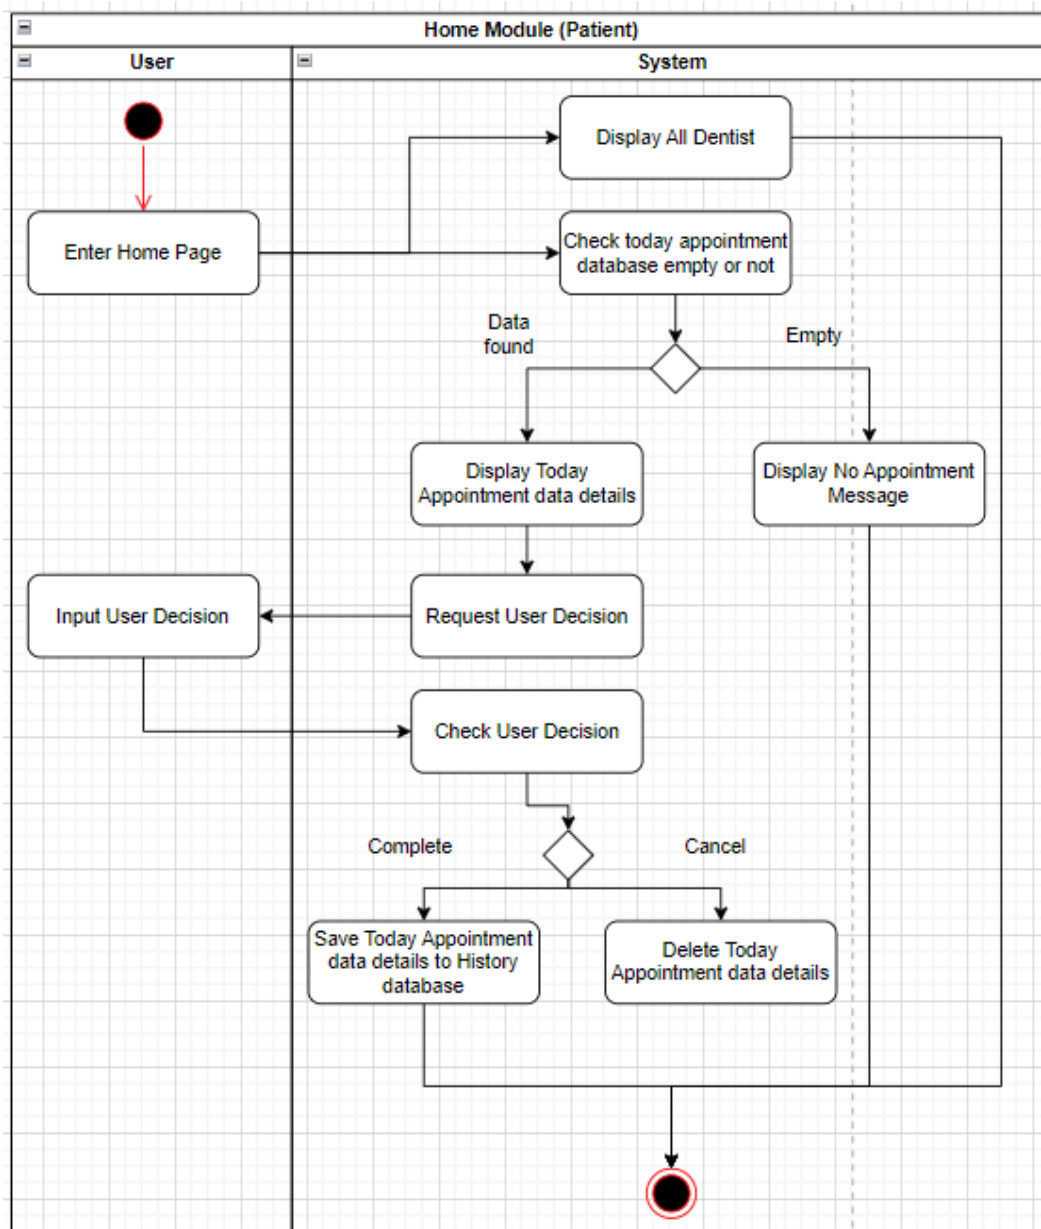 Home Module (Patient)
User
System
Display All Dentist
Enter Home Page
Check today appointment
database empty or not
Data
found
Empty
Display Today
Appointment data details
Display No Appointment
Message
Input User Decision
Request User Decision
Check User Decision
Complete
Cancel
Save Today Appointment
data details to History
database
Delete Today
Appointment data details